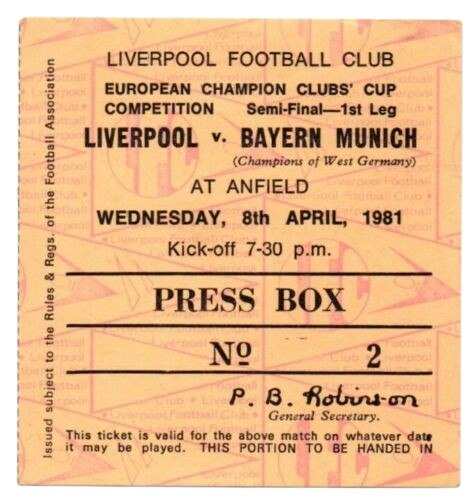 LIVERPOOL FOOTBALL CLUB
EUROPEAN CHAMPION CLUBS' CUP
COMPETITION Semi-Final—1st Leg
LIVERPOOL v. BAYERN MUNICH
(Champions of West Germany)
AT ANFIELD
WEDNESDAY, 8th APRIL, 1981
Kick-off 7-30 p.m.
PRESS BOX
Nº 2
P. B. Robinson
General Secretary.
This ticket is valid for the above match on whatever date
it may be played. THIS PORTION TO BE HANDED IN
Issued subject to the Rules & Regs. of the Football Association